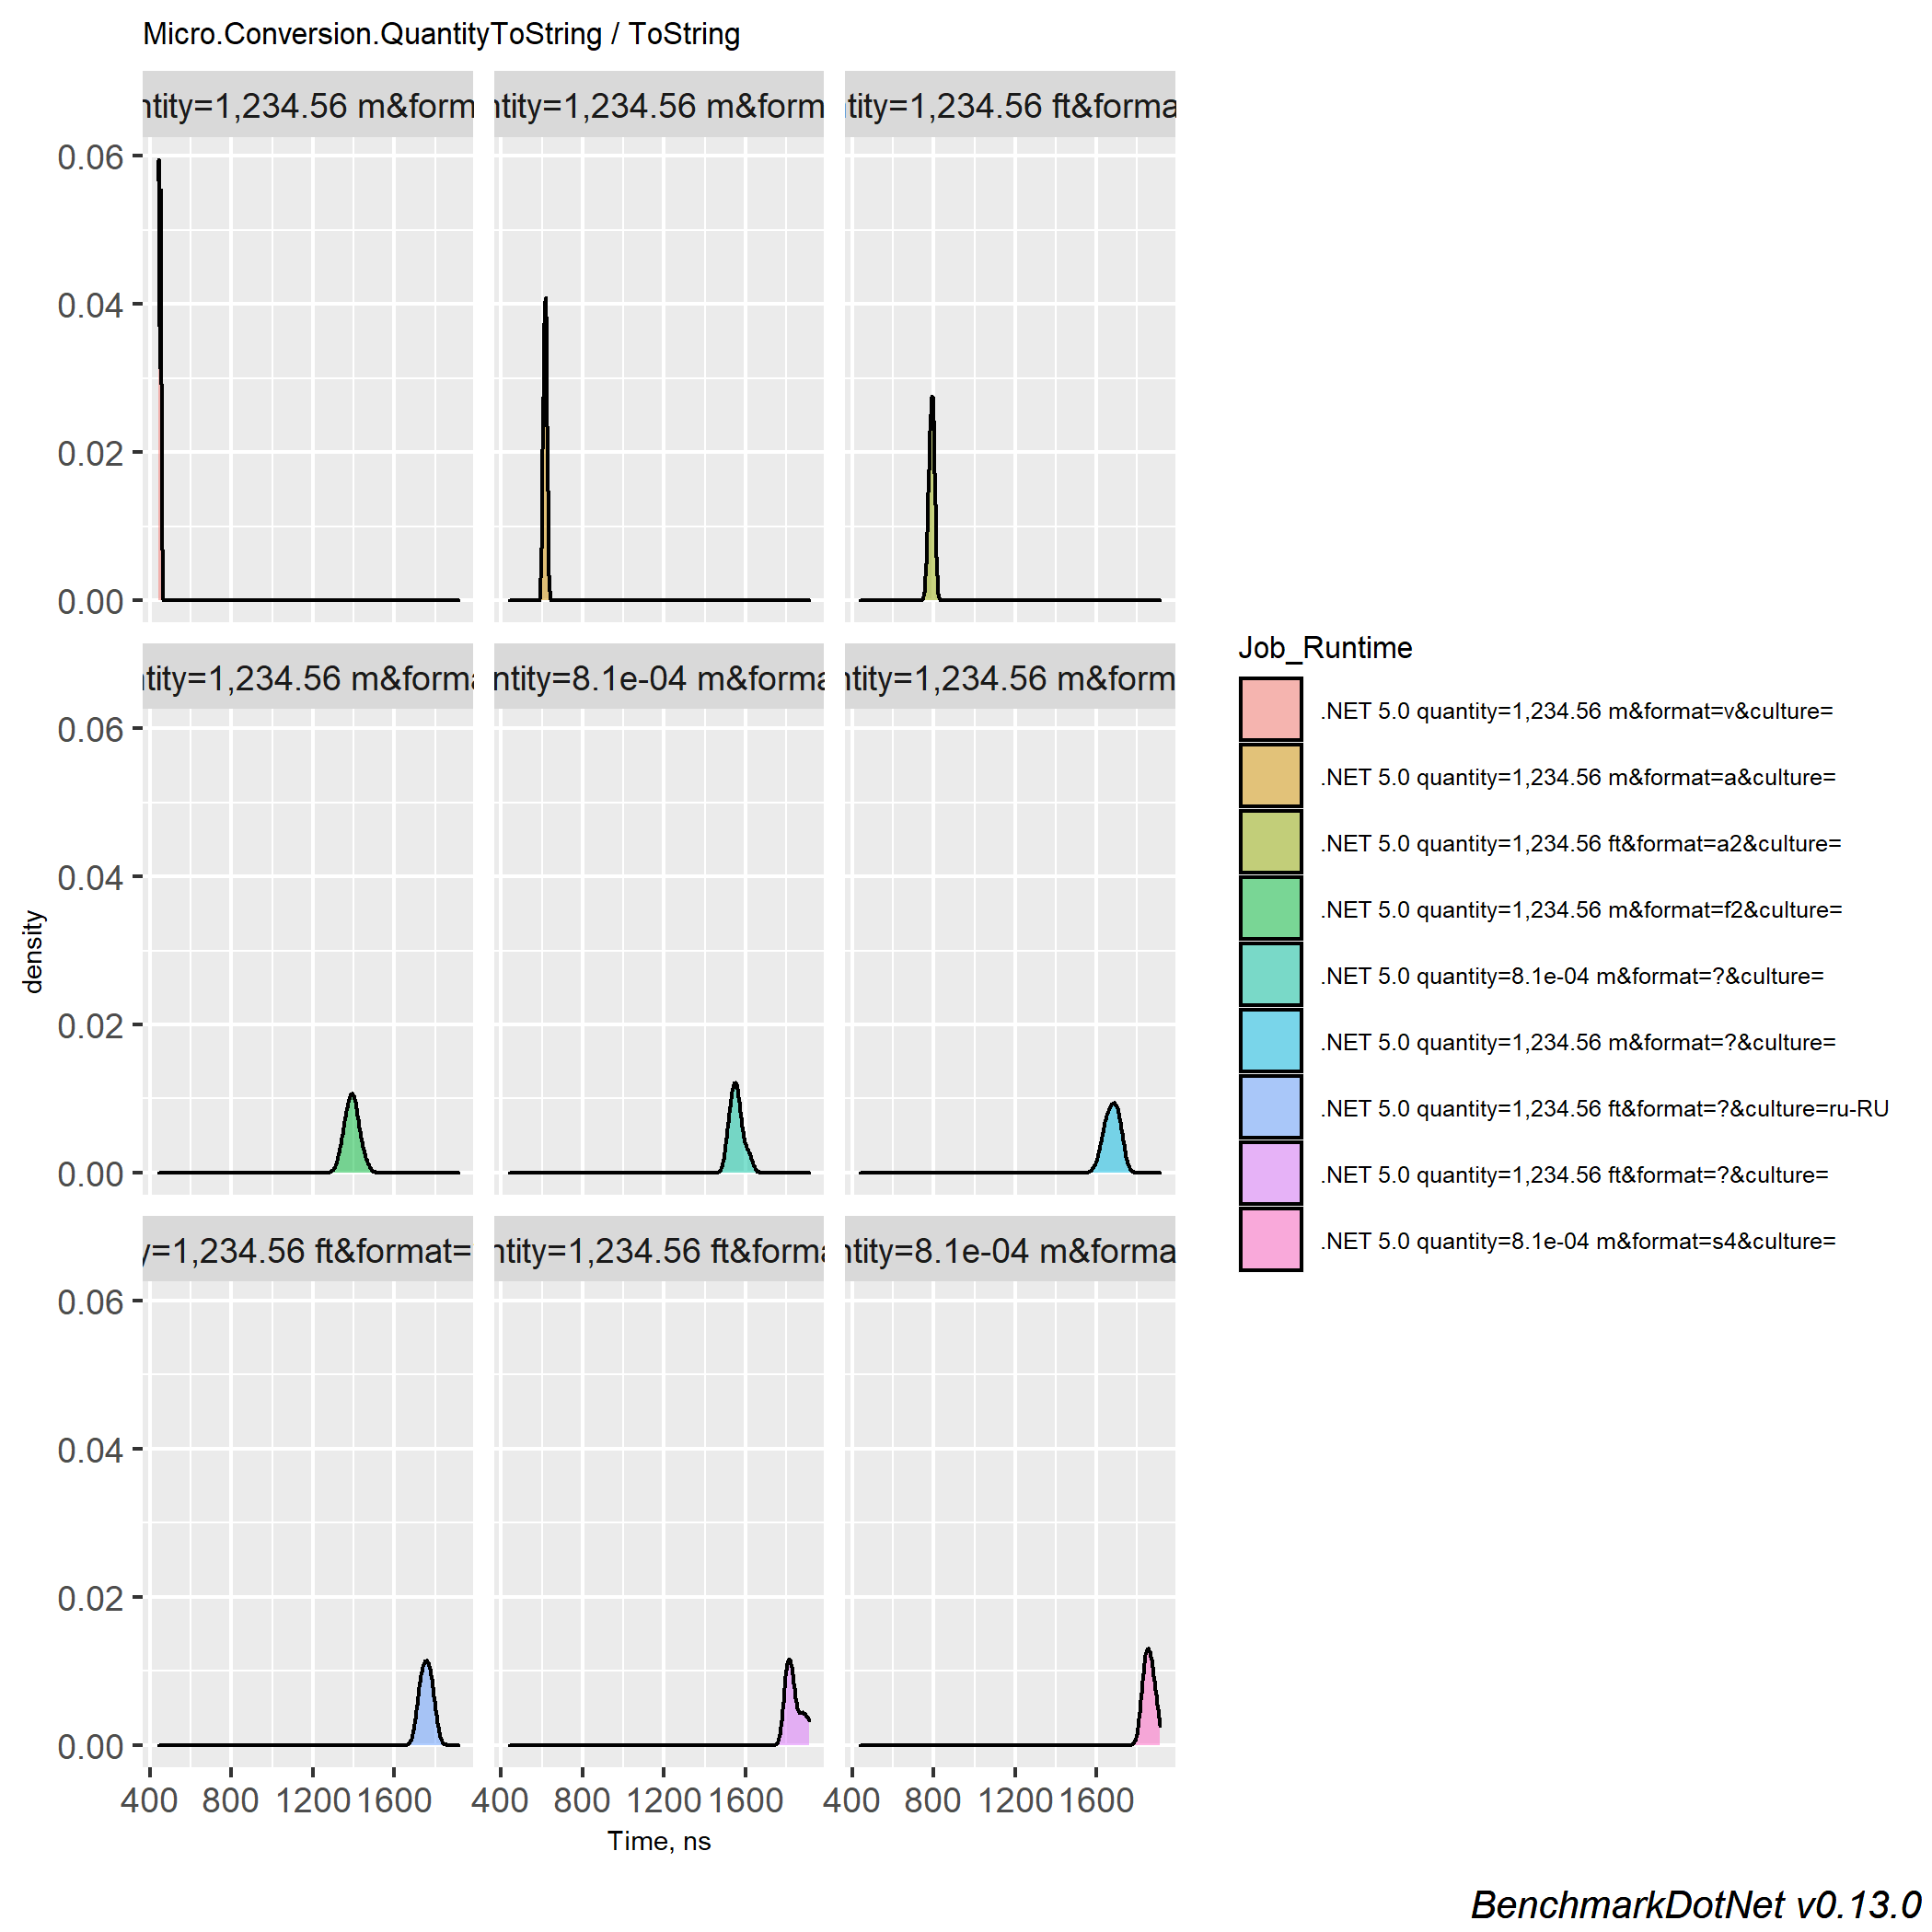 Micro.Conversion.QuantityToString / ToString
ntity=1,234.56 m&form
ntity=1,234.56 m&form
ntity=1,234.56 ft&forma
0.06
0.04
0.02
0.00
ntity=1,234.56 m&forma
ntity=8.1e-04 m&forma
ntity=1,234.56 m&form
0.06
0.04
0.02
0.00
y=1,234.56 ft&format=
ntity=1,234.56 ft&forma
ntity=8.1e-04 m&forma
0.06
0.04
0.02
0.00
400 800 1200 1600
400 800 1200 1600
400 800 1200 1600
Time, ns
density
Job_Runtime
.NET 5.0 quantity=1,234.56 m&format=v&culture=
.NET 5.0 quantity=1,234.56 m&format=a&culture=
.NET 5.0 quantity=1,234.56 ft&format=a2&culture=
.NET 5.0 quantity=1,234.56 m&format=f2&culture=
.NET 5.0 quantity=8.1e-04 m&format=?&culture=
.NET 5.0 quantity=1,234.56 m&format=?&culture=
.NET 5.0 quantity=1,234.56 ft&format=?&culture=ru-RU
.NET 5.0 quantity=1,234.56 ft&format=?&culture=
.NET 5.0 quantity=8.1e-04 m&format=s4&culture=
BenchmarkDotNet v0.13.0